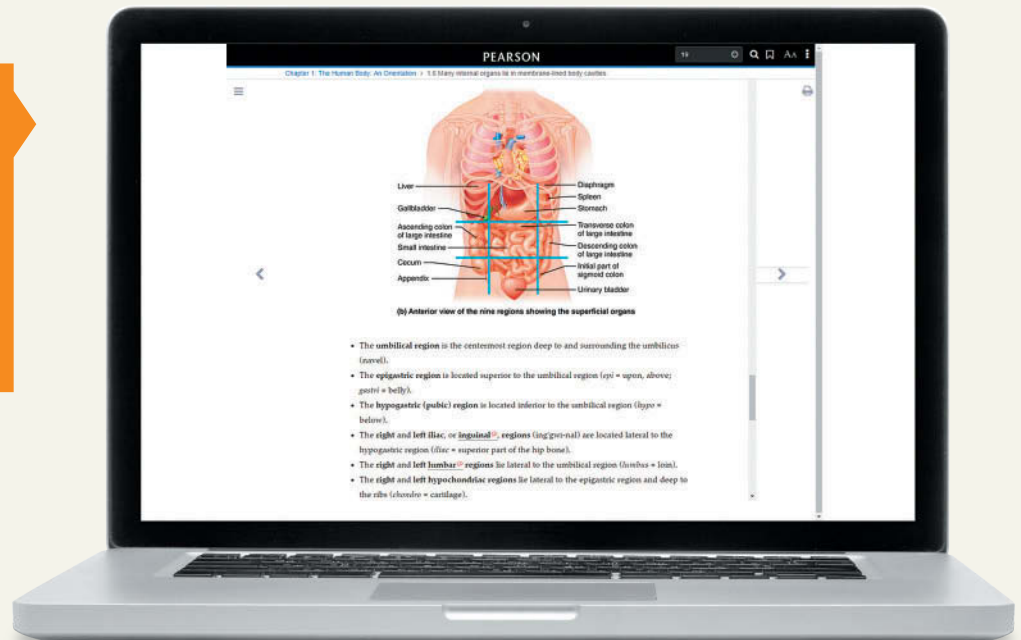 PEARSON
19
AA
Chapter 1: The Human Body: An Orientation > 1.6 Many internal organs lie in membrane-lined body cavities
Liver
Gallbladder
Ascending colon
of large intestine
Small intestine
Cecum
Appendix
Diaphragm
Spleen
Stomach
Transverse colon
of large intestine
Descending colon
of large intestine
Initial part of
sigmoid colon
Urinary bladder
(b) Anterior view of the nine regions showing the superficial organs
• The umbilical region is the centermost region deep to and surrounding the umbilicus
(navel).
• The epigastric region is located superior to the umbilical region (epi = upon, above;
gastri = belly).
• The hypogastric (pubic) region is located inferior to the umbilical region (hypo =
below).
• The right and left iliac, or inguinal, regions (ing'gwı-nal) are located lateral to the
hypogastric region (iliac = superior part of the hip bone).
• The right and left lumbar regions lie lateral to the umbilical region (lumbus = loin).
• The right and left hypochondriac regions lie lateral to the epigastric region and deep to
the ribs (chondro = cartilage).